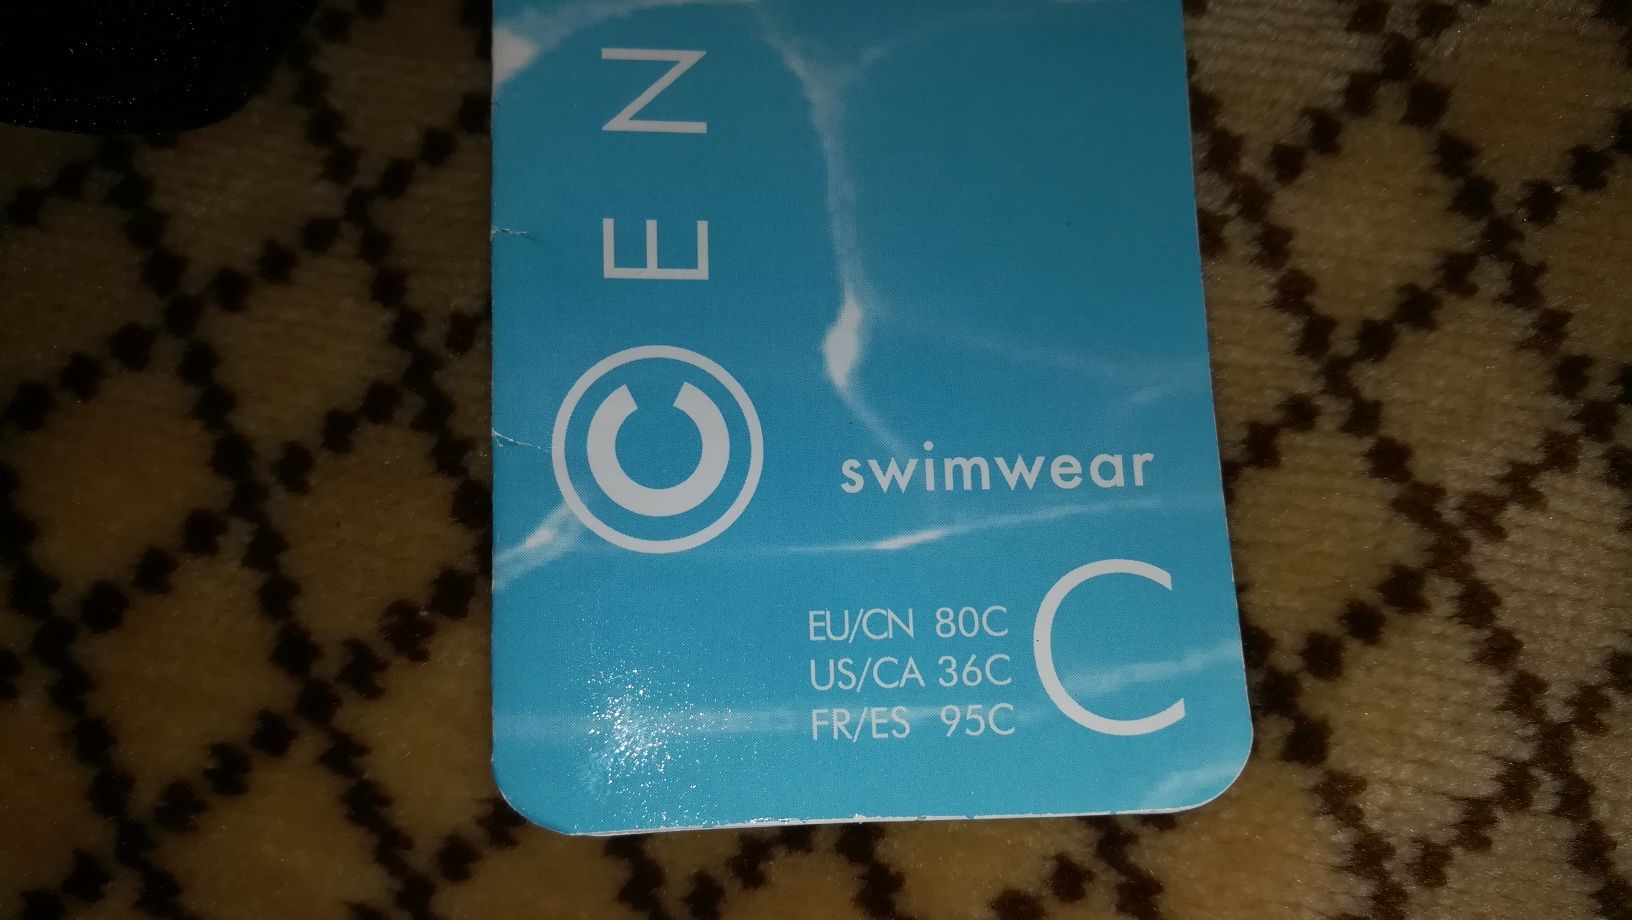 CEN
swimwear
EU/CN 80C
US/CA 36C
FR/ES 95C
C